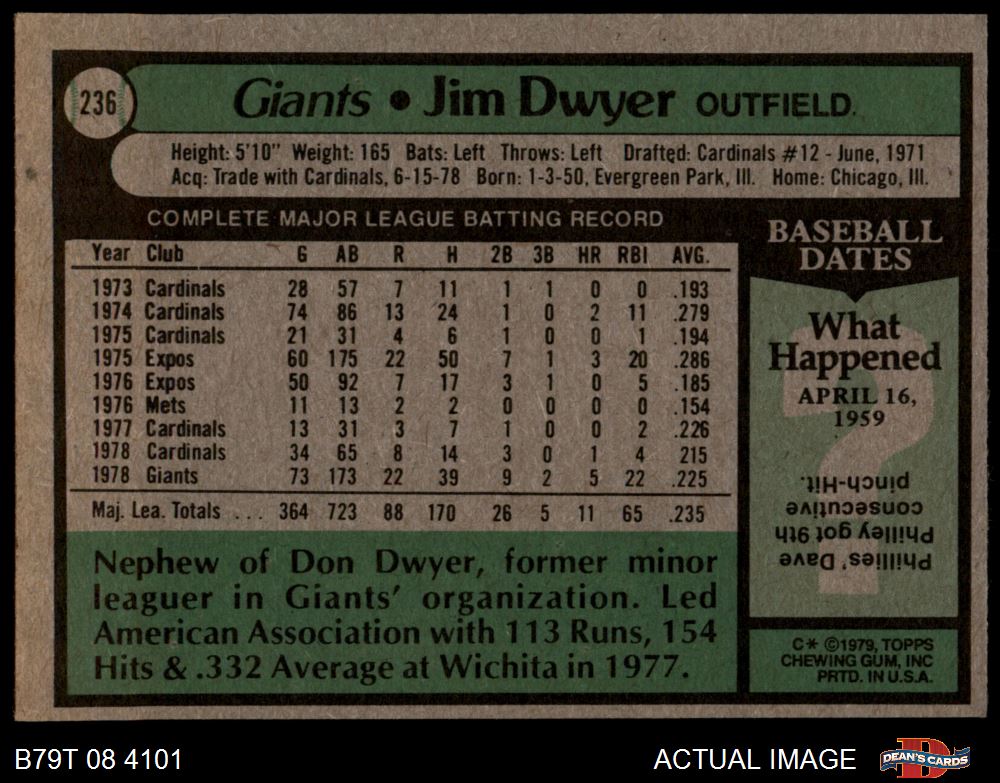 236
Giants • Jim Dwyer OUTFIELD.
Height: 5'10" Weight: 165 Bats: Left Throws: Left Drafted: Cardinals #12 - June, 1971
Acq: Trade with Cardinals, 6-15-78 Born: 1-3-50, Evergreen Park, Ill. Home: Chicago, Ill.
COMPLETE MAJOR LEAGUE BATTING RECORD
Year Club G AB R H 2B 3B HR RBI AVG.
1973 Cardinals 28 57 7 11 1 1 0 0 .193
1974 Cardinals 74 86 13 24 1 0 2 11 .279
1975 Cardinals 21 31 4 6 1 0 0 1 .194
1975 Expos 60 175 22 50 7 1 3 20 .286
1976 Expos 50 92 7 17 3 1 0 5 .185
1976 Mets 11 13 2 2 0 0 0 0 .154
1977 Cardinals 13 31 3 7 1 0 0 2 .226
1978 Cardinals 34 65 8 14 3 0 1 4 215
1978 Giants 73 173 22 39 9 2 5 22 .225
Maj. Lea. Totals ... 364 723 88 170 26 5 11 65 .235
Nephew of Don Dwyer, former minor
leaguer in Giants' organization. Led
American Association with 113 Runs, 154
Hits & .332 Average at Wichita in 1977.
BASEBALL
DATES
What
Happened
APRIL 16,
1959
Phillies' Dave
Philley got 9th
consecutive
pinch-Hit.
C* ©1979, TOPPS
CHEWING GUM, INC
PRTD. IN U.S.A.
B79T 08 4101
ACTUAL IMAGE
DEAN'S CARDS